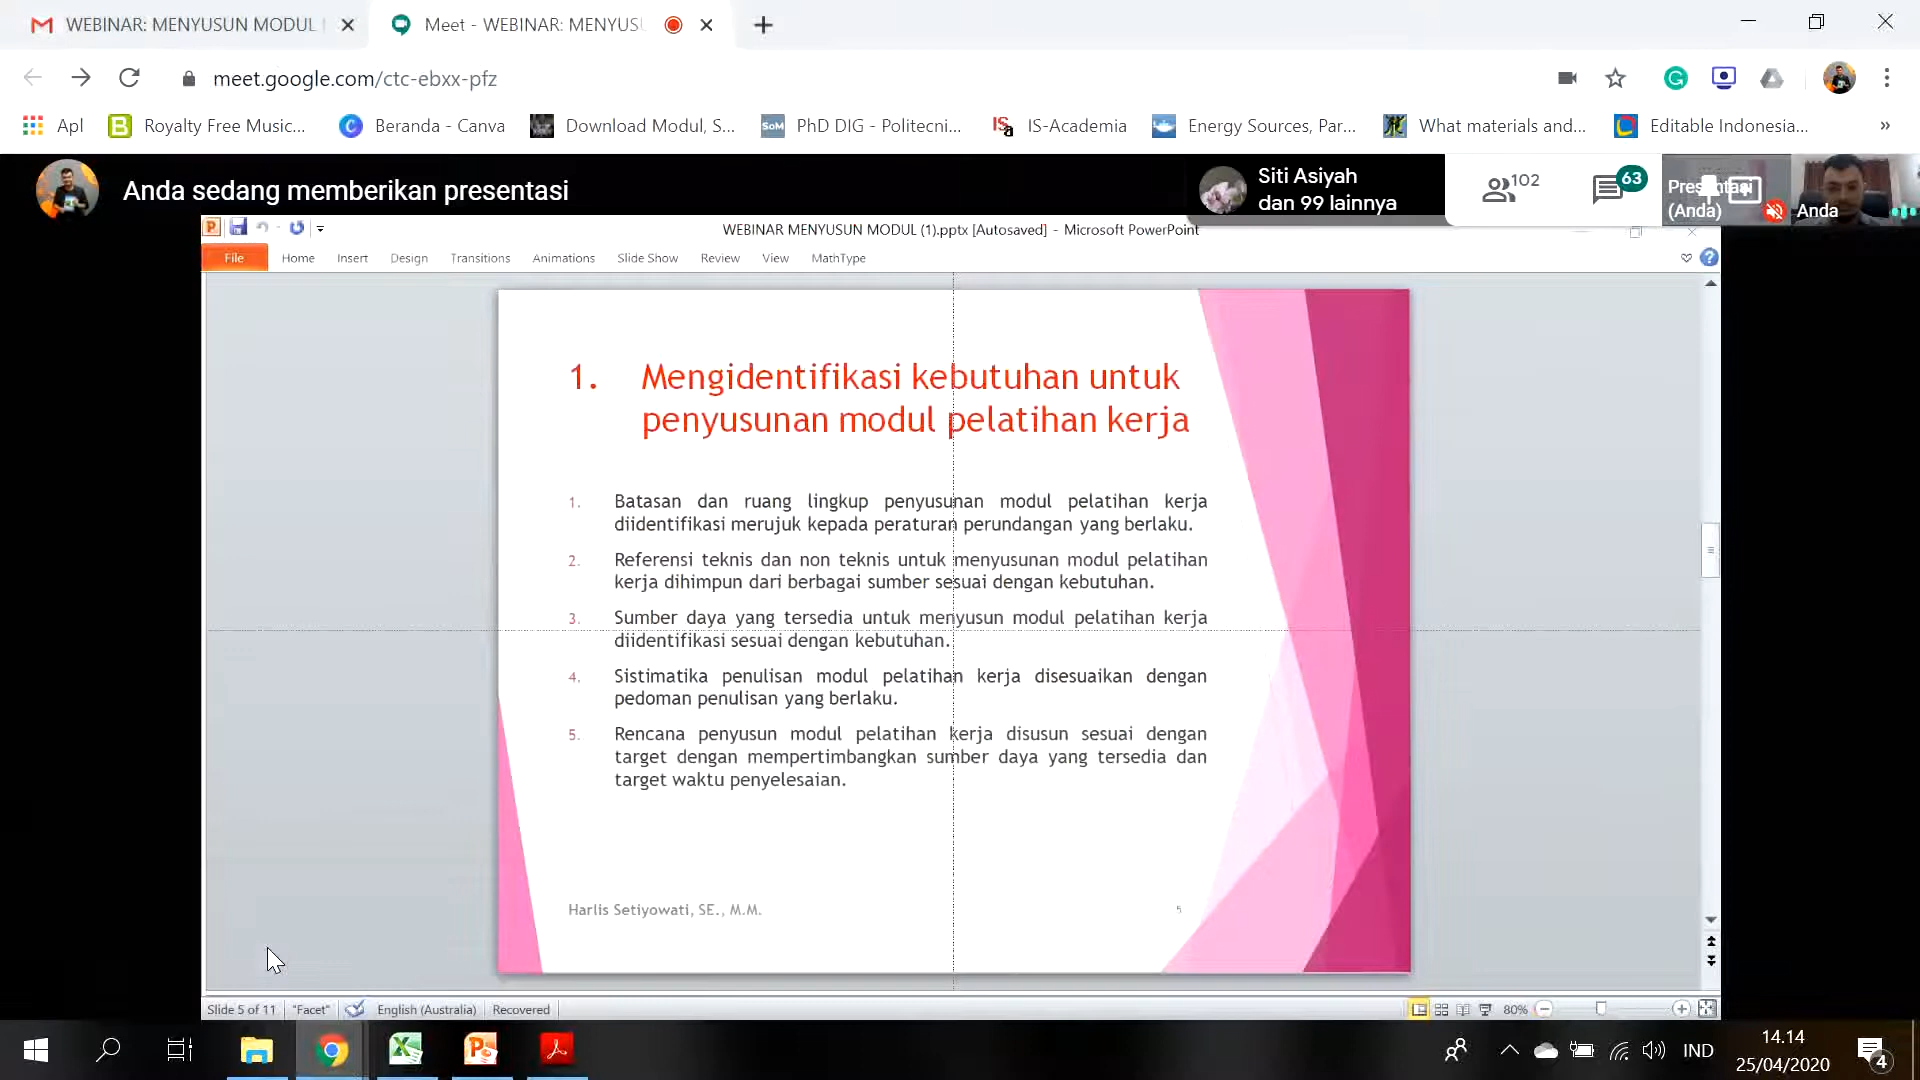 WEBINAR: MENYUSUN MODUL
Meet - WEBINAR: MENYUSU
meet.google.com/ctc-ebxx-pfz
Apl
Royalty Free Music...
Beranda - Canva
Download Modul, S...
SoM
PhD DIG - Politecni...
IS-Academia
Energy Sources, Par...
What materials and...
Editable Indonesia...
»
Anda sedang memberikan presentasi
Siti Asiyah
dan 99 lainnya
102
63
Presentasi
(Anda)
Anda
WEBINAR MENYUSUN MODUL (1).pptx [Autosaved] - Microsoft PowerPoint
File
Home
Insert
Design
Transitions
Animations
Slide Show
Review
View
MathType
1. Mengidentifikasi kebutuhan untuk
penyusunan modul pelatihan kerja
1. Batasan dan ruang lingkup penyusunan modul pelatihan kerja
diidentifikasi merujuk kepada peraturan perundangan yang berlaku.
2. Referensi teknis dan non teknis untuk menyusunan modul pelatihan
kerja dihimpun dari berbagai sumber sesuai dengan kebutuhan.
3. Sumber daya yang tersedia untuk menyusun modul pelatihan kerja
diidentifikasi sesuai dengan kebutuhan.
4. Sistimatika penulisan modul pelatihan kerja disesuaikan dengan
pedoman penulisan yang berlaku.
5. Rencana penyusun modul pelatihan kerja disusun sesuai dengan
target dengan mempertimbangkan sumber daya yang tersedia dan
target waktu penyelesaian.
Harlis Setiyowati, SE., M.M.
5
Slide 5 of 11
"Facet"
English (Australia)
Recovered
80%
IND
14.14
25/04/2020
4